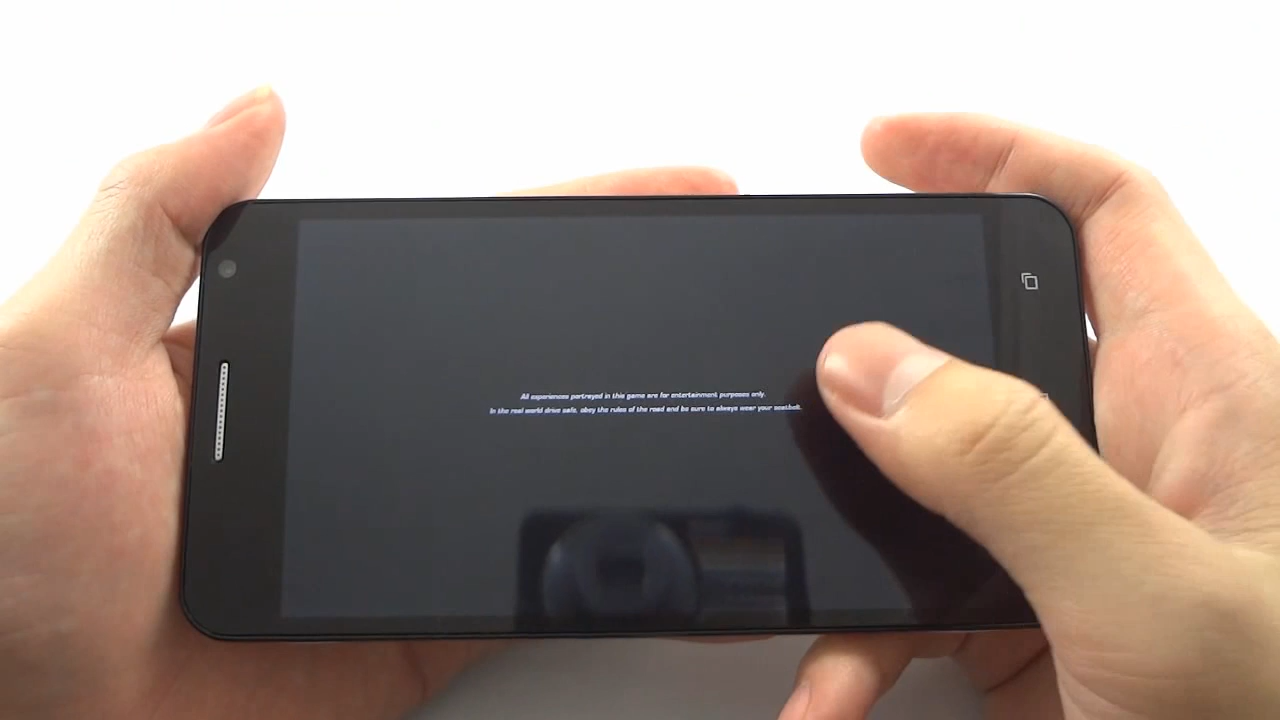 All experiences portrayed in this game are for entertainment purposes only.
In the real world drive safe, obey the rules of the road and be sure to always wear your seatbelt.